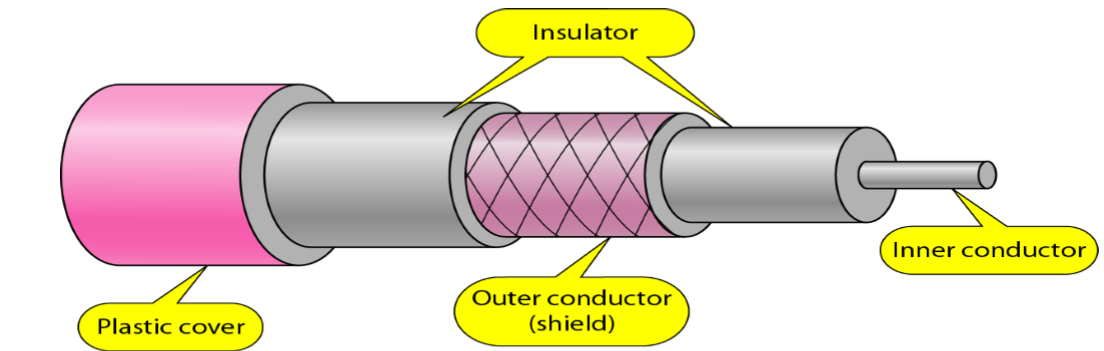 Insulator
Inner conductor
Outer conductor
(shield)
Plastic cover